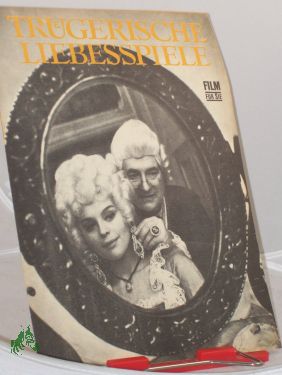 TRÜGERISCHE
LIEBESSPIELE
FILM
FÜR SIE